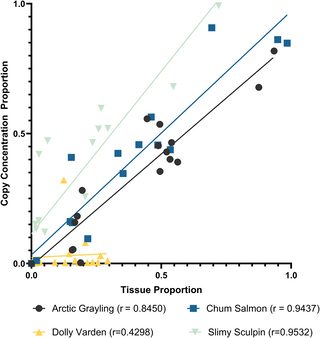 1.0
Copy Concentration Proportion
0.5
0.0
0.0
0.5
1.0
Tissue Proportion
Arctic Grayling (r = 0.8450)
Chum Salmon (r = 0.9437)
Dolly Varden (r=0.4298)
Slimy Sculpin (r=0.9532)